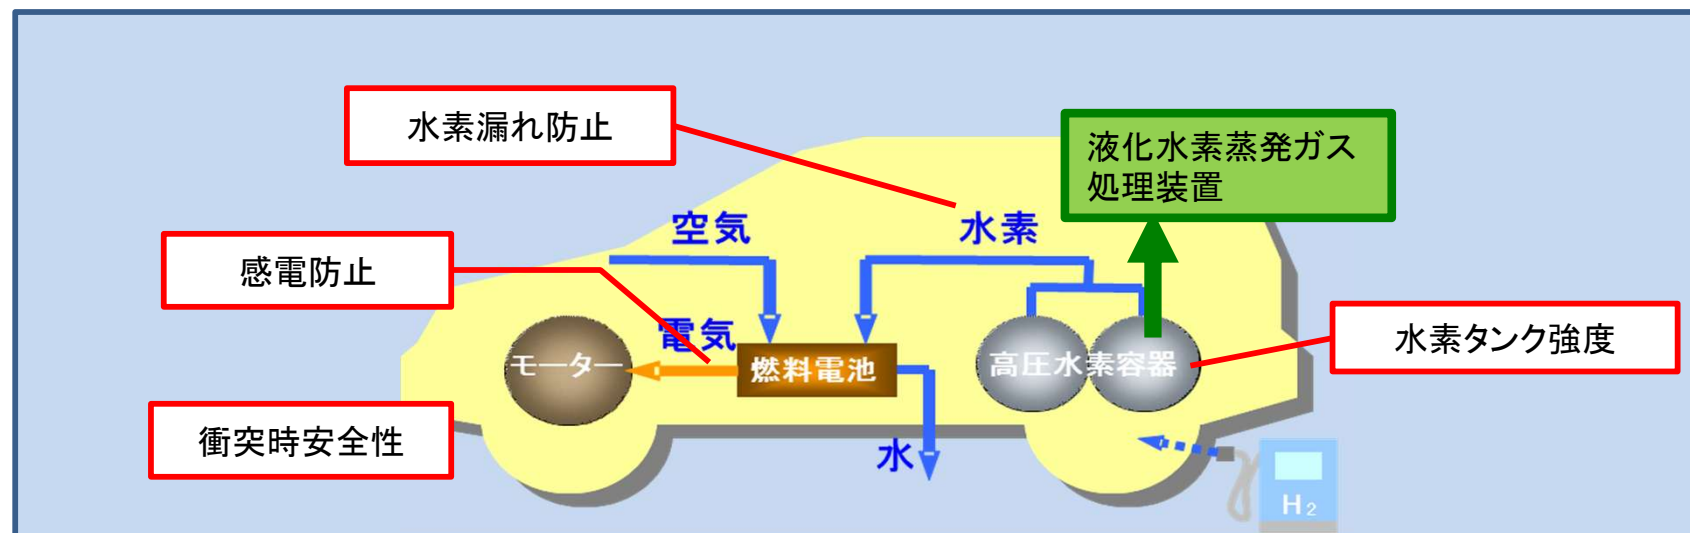 水素漏れ防止
液化水素蒸発ガス
処理装置
空気
水素
感電防止
電気
水素タンク強度
モーター
燃料電池
高圧水素容器
衝突時安全性
水
H2